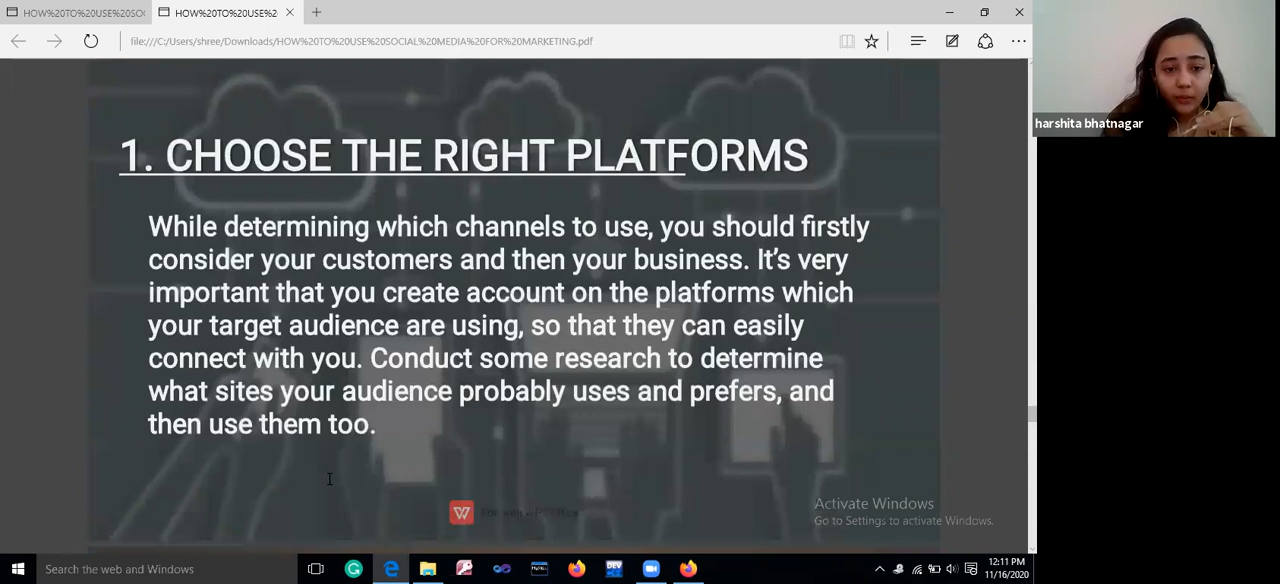 HOW%20TO%20USE%20SO
HOW%20TO%20USE%20
file:///C:/Users/shree/Downloads/HOW%20TO%20USE%20SOCIAL%20MEDIA%20FOR%20MARKETING.pdf
harshita bhatnagar
1. CHOOSE THE RIGHT PLATFORMS
While determining which channels to use, you should firstly
consider your customers and then your business. It’s very
important that you create account on the platforms which
your target audience are using, so that they can easily
connect with you. Conduct some research to determine
what sites your audience probably uses and prefers, and
then use them too.
W
Activate Windows
Go to Settings to activate Windows.
Search the web and Windows
G
MySQL
DEV
12:11 PM
11/16/2020